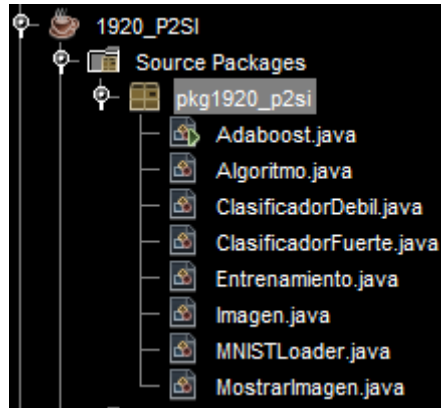 1920_P2SI
Source Packages
pkg1920_p2si
Adaboost.java
Algoritmo.java
ClasificadorDebil.java
ClasificadorFuerte.java
Entrenamiento.java
Imagen.java
MNISTLoader.java
MostrarImagen.java